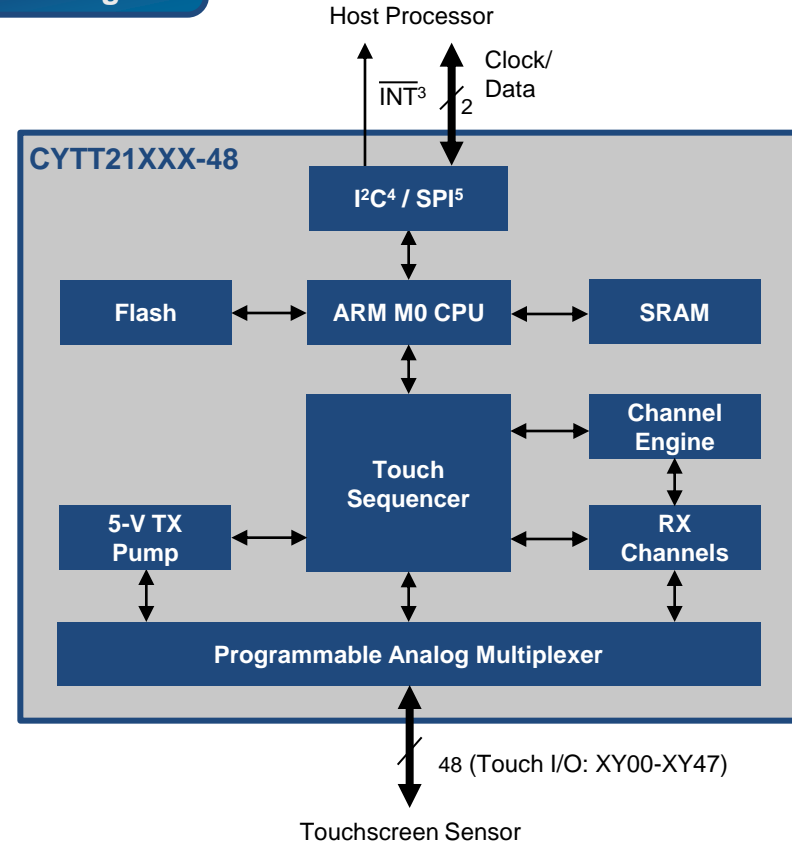 Host Processor
Clock/
Data
INT³
2
CYTT21XXX-48
I²C⁴ / SPI⁵
Flash
ARM M0 CPU
SRAM
Channel
Engine
Touch
Sequencer
5-V TX
Pump
RX
Channels
Programmable Analog Multiplexer
48 (Touch I/O: XY00-XY47)
Touchscreen Sensor